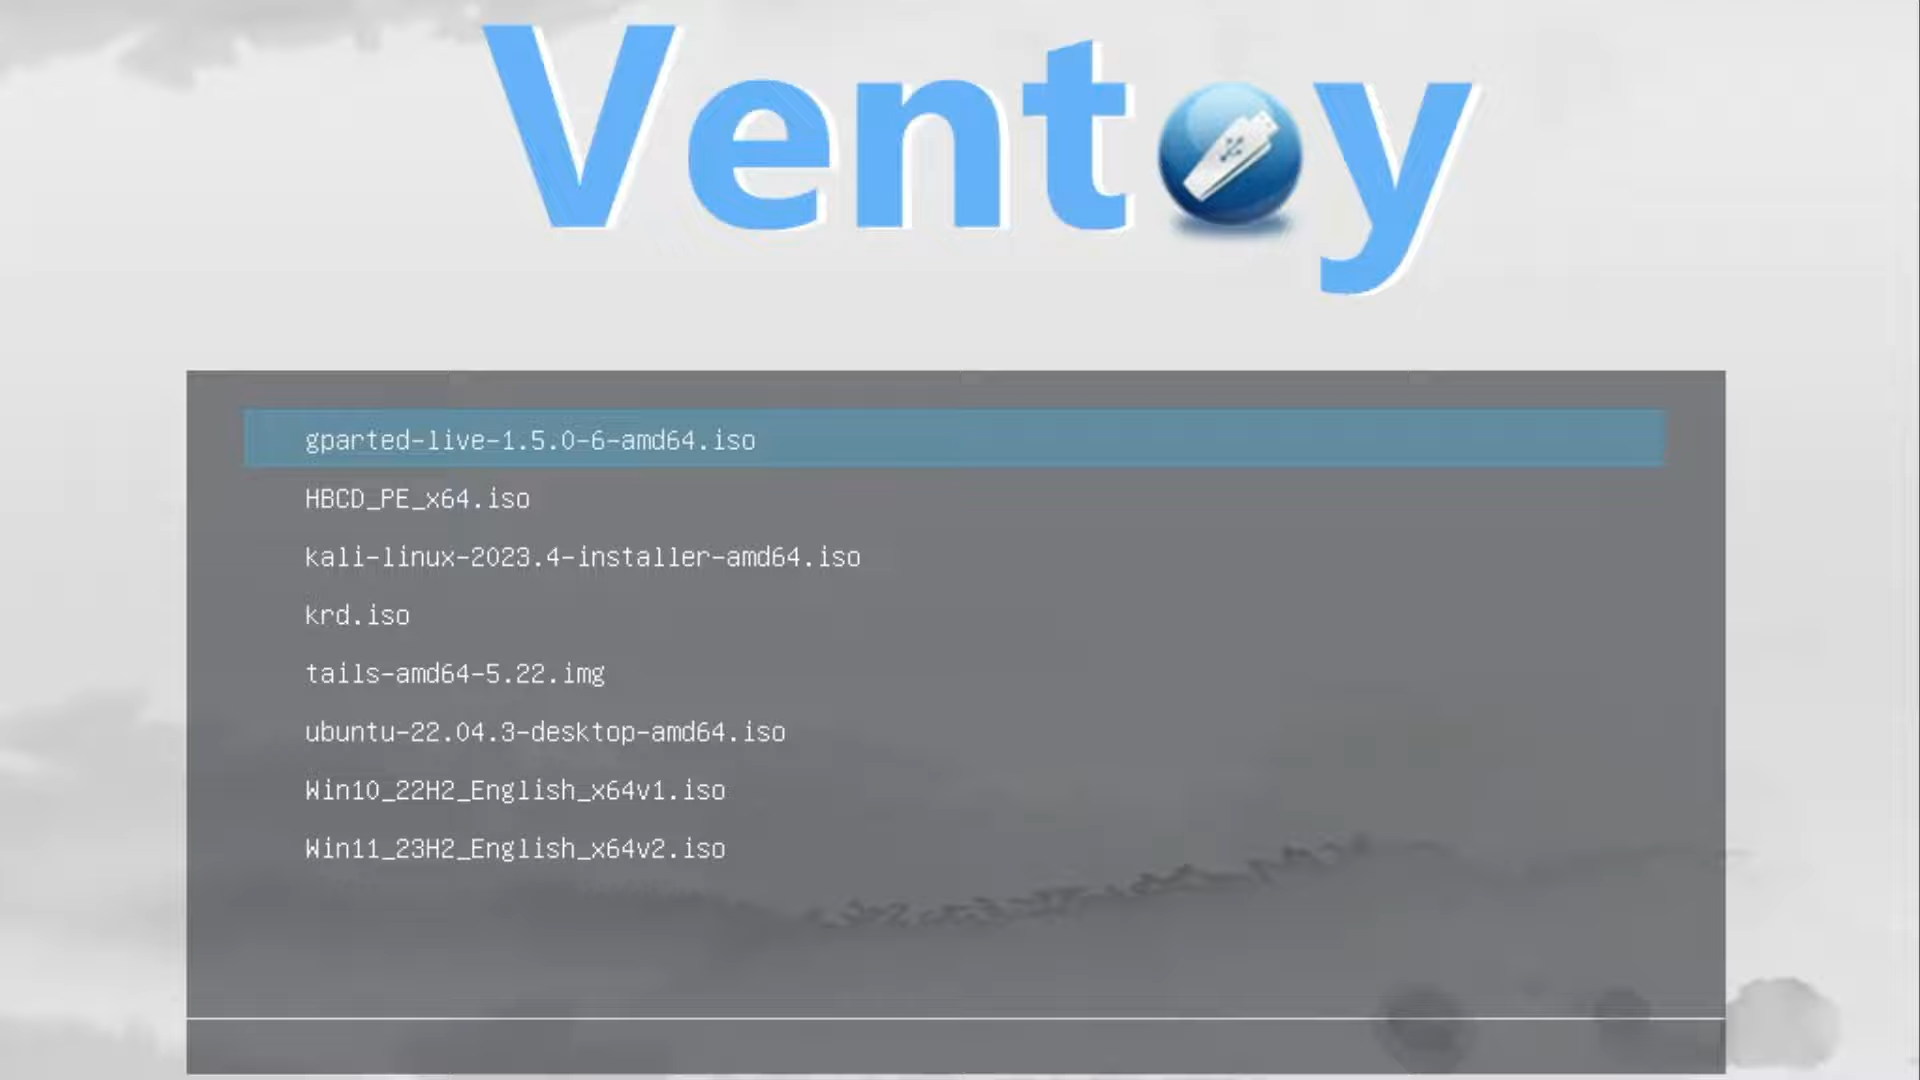 Ventoy
gparted-live-1.5.0-6-amd64.iso
HBCD_PE_x64.iso
kali-linux-2023.4-installer-amd64.iso
krd.iso
tails-amd64-5.22.img
ubuntu-22.04.3-desktop-amd64.iso
Win10_22H2_English_x64v1.iso
Win11_23H2_English_x64v2.iso